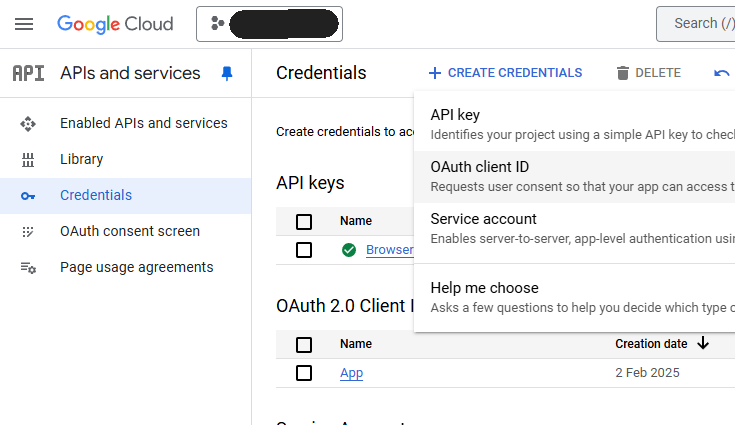 Google Cloud
Search (/)
API APIs and services
Credentials
CREATE CREDENTIALS
DELETE
Enabled APIs and services
Library
Credentials
OAuth consent screen
Page usage agreements
Create credentials to acc
API key
Identifies your project using a simple API key to check
OAuth client ID
Requests user consent so that your app can access t
Service account
Enables server-to-server, app-level authentication usin
Help me choose
Asks a few questions to help you decide which type o
API keys
Name
Browser
OAuth 2.0 Client I
Name
Creation date
App
2 Feb 2025